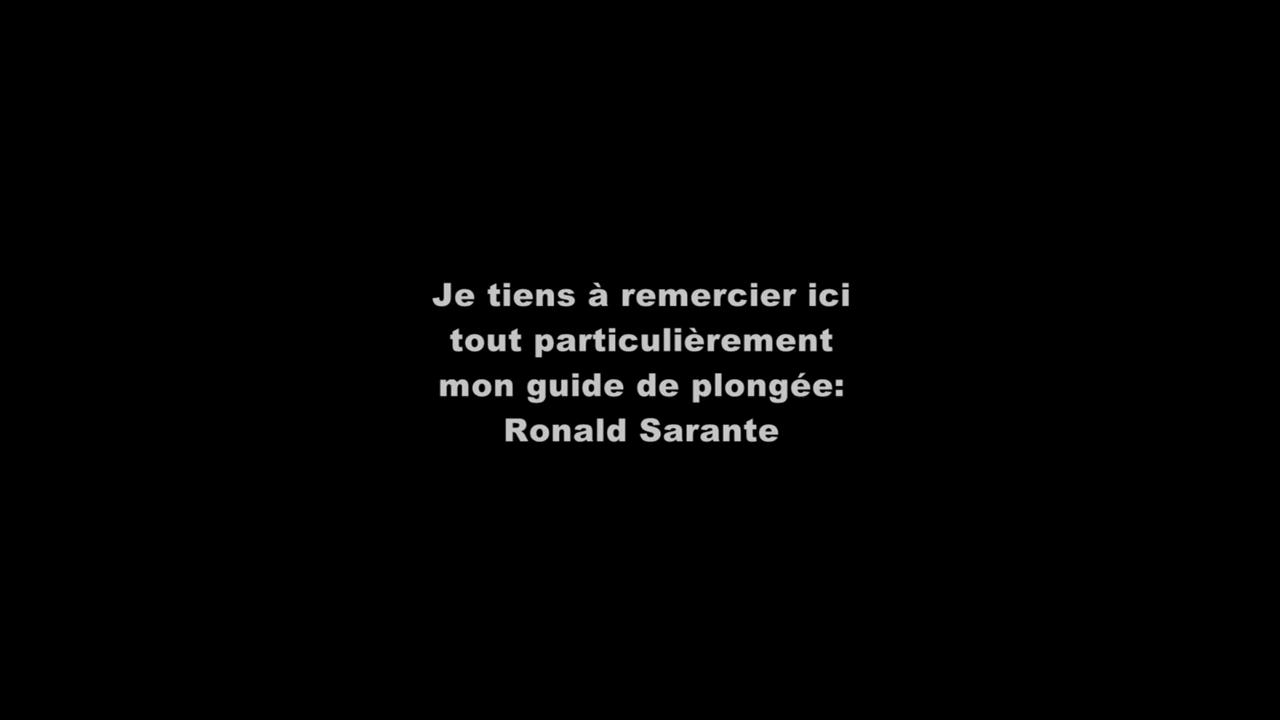 Je tiens à remercier ici
tout particulièrement
mon guide de plongée:
Ronald Sarante